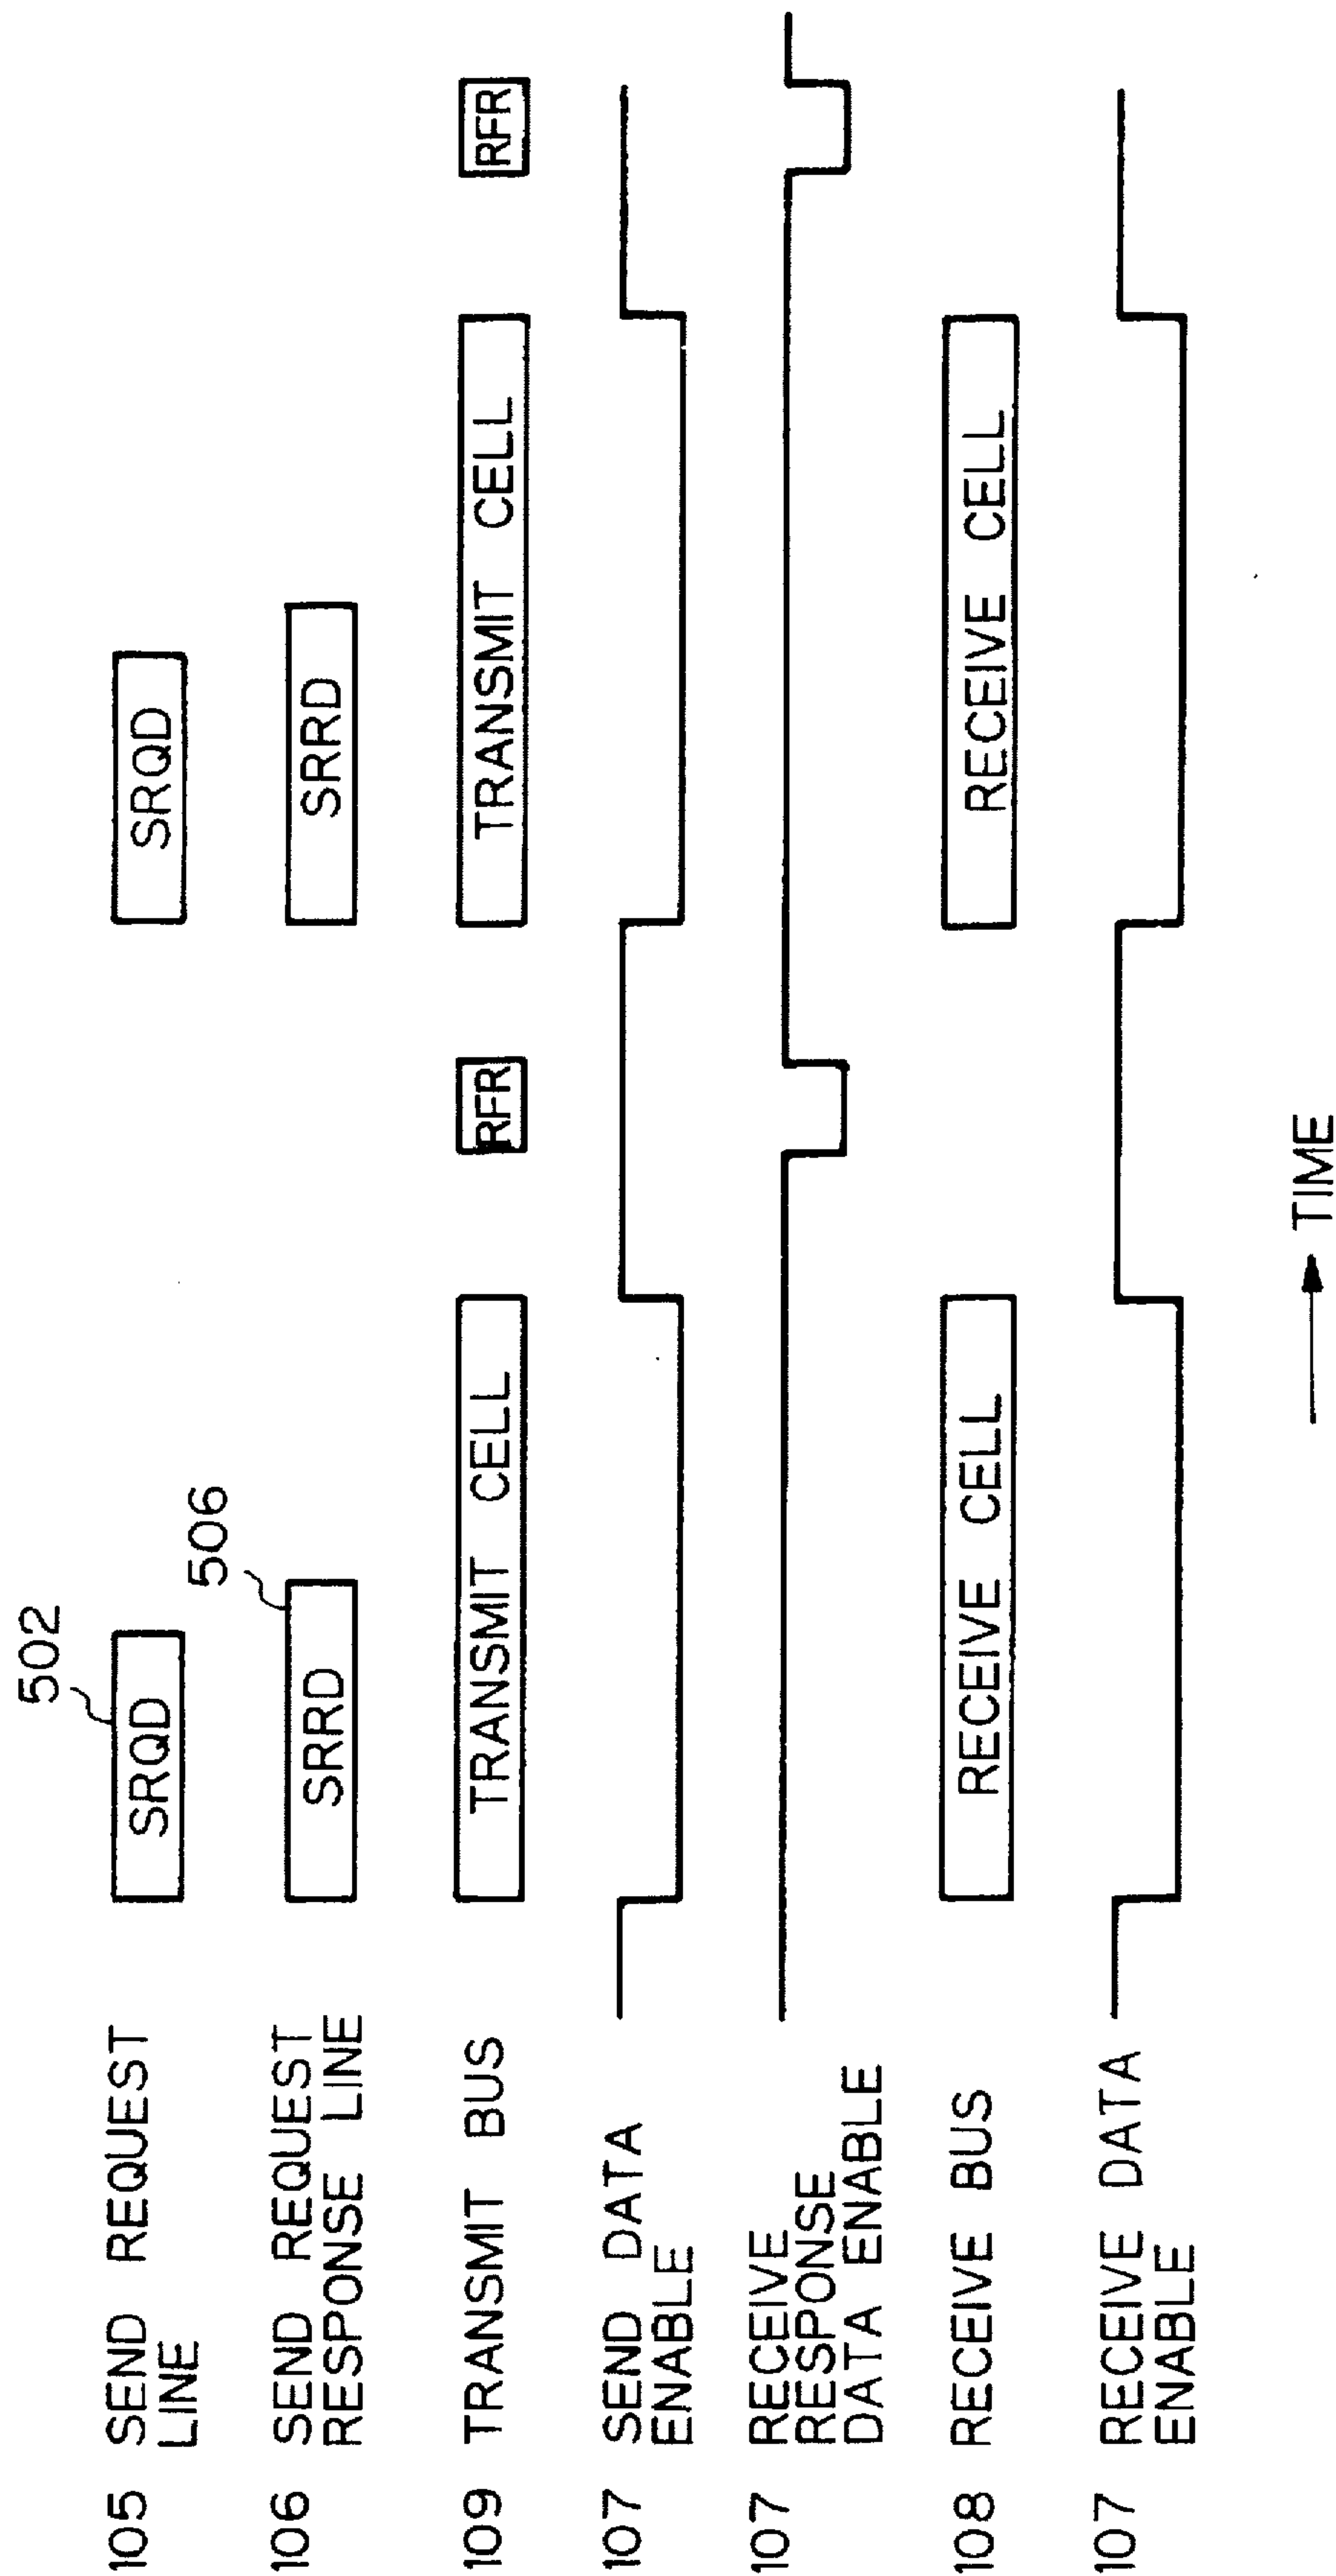 502
506
105 SEND REQUEST
LINE
SRQD
SRQD
106 SEND REQUEST
RESPONSE LINE
SRRD
SRRD
109 TRANSMIT BUS
TRANSMIT CELL
RFR
TRANSMIT CELL
RFR
107 SEND DATA
ENABLE
107 RECEIVE
RESPONSE
DATA ENABLE
108 RECEIVE BUS
RECEIVE CELL
RECEIVE CELL
107 RECEIVE DATA
ENABLE
TIME